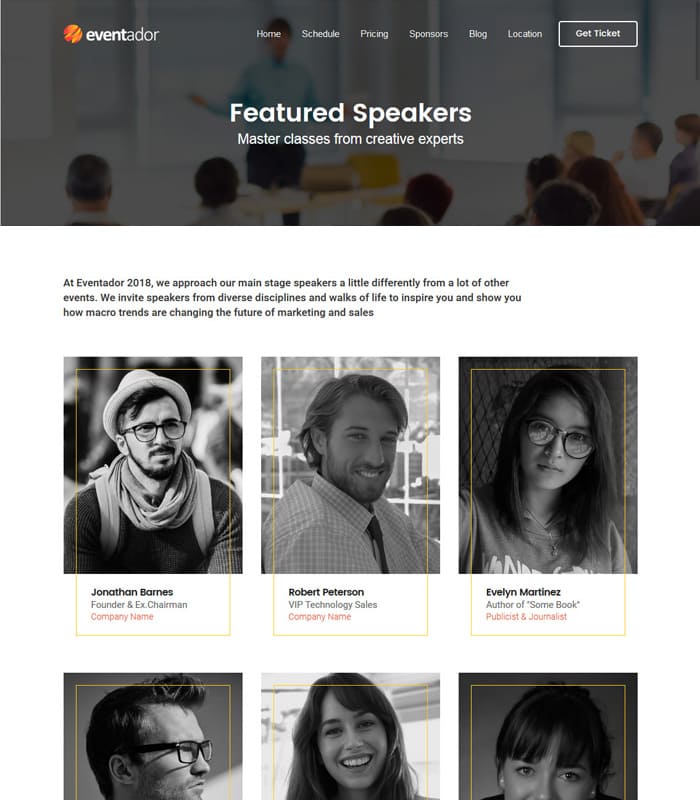 eventador
Home Schedule Pricing Sponsors Blog Location Get Ticket
Featured Speakers
Master classes from creative experts
At Eventador 2018, we approach our main stage speakers a little differently from a lot of other
events. We invite speakers from diverse disciplines and walks of life to inspire you and show you
how macro trends are changing the future of marketing and sales
Jonathan Barnes
Founder & Ex.Chairman
Company Name
Robert Peterson
VIP Technology Sales
Company Name
Evelyn Martinez
Author of "Some Book"
Publicist & Journalist